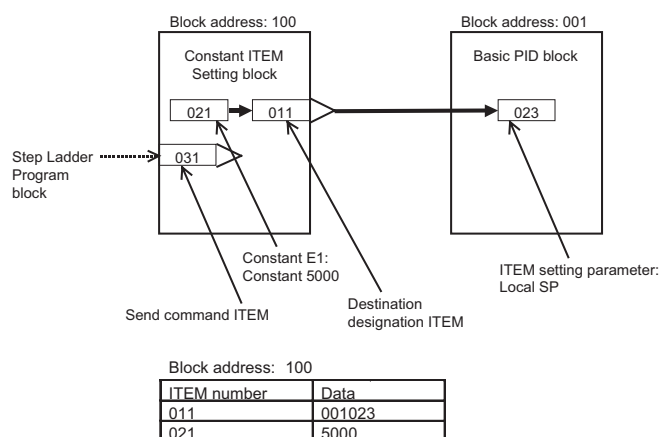 Block address: 100
Block address: 001
Constant ITEM
Setting block
Basic PID block
021
011
023
031
Step Ladder
Program
block
Constant E1:
Constant 5000
ITEM setting parameter:
Local SP
Send command ITEM
Destination
designation ITEM
Block address: 100
ITEM number Data
011 001023
021 5000